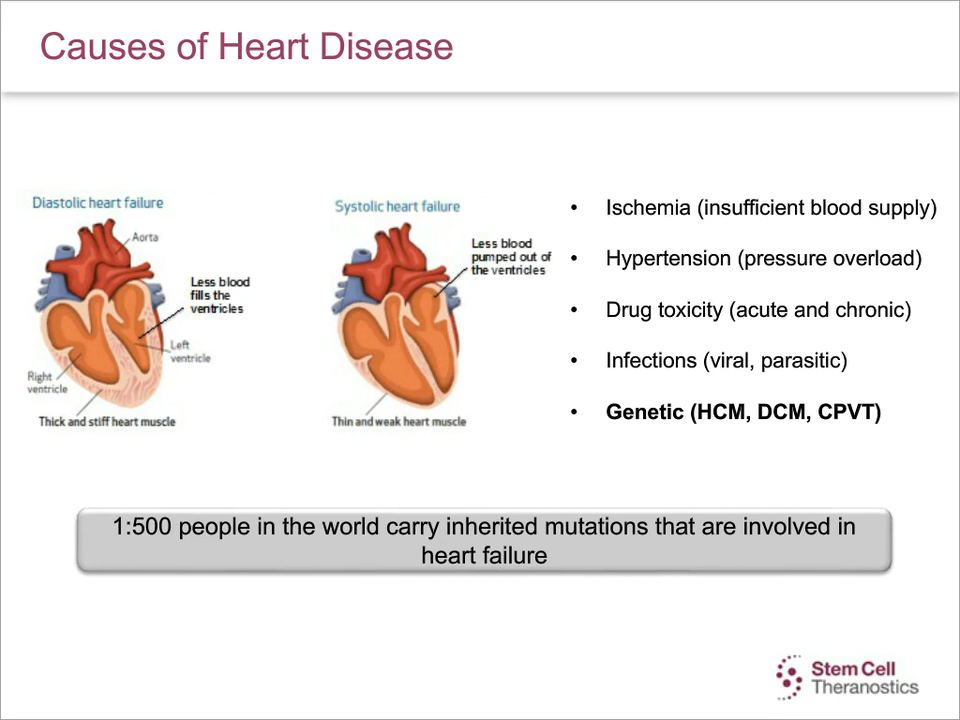 Causes of Heart Disease
Diastolic heart failure
Aorta
Less blood
fills the
ventricles
Left
ventricle
Right
ventricle
Thick and stiff heart muscle
Systolic heart failure
Less blood
pumped out of
the ventricles
Thin and weak heart muscle
• Ischemia (insufficient blood supply)
• Hypertension (pressure overload)
• Drug toxicity (acute and chronic)
• Infections (viral, parasitic)
• Genetic (HCM, DCM, CPVT)
1:500 people in the world carry inherited mutations that are involved in
heart failure
Stem Cell
Theranostics